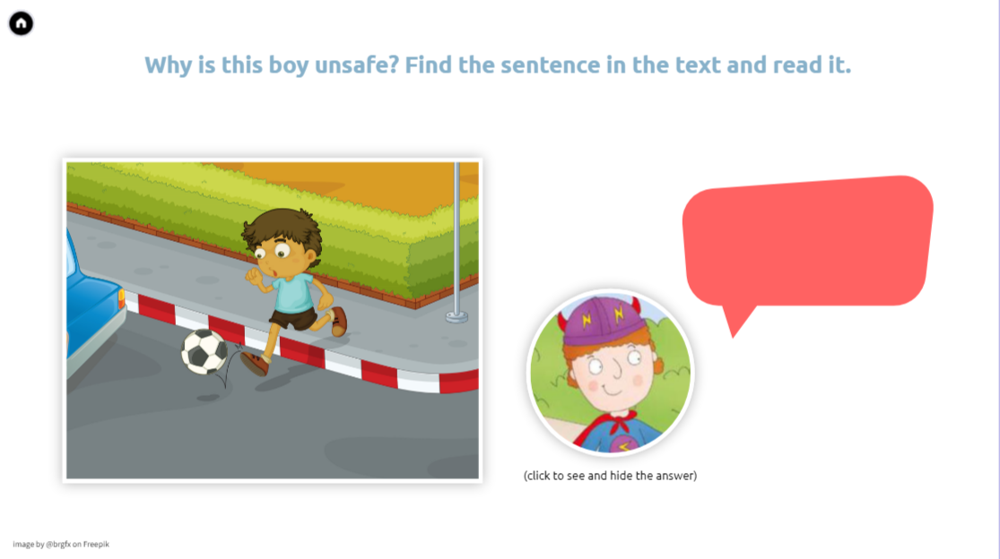 Why is this boy unsafe? Find the sentence in the text and read it.
(click to see and hide the answer)
image by @brgfx on Freepik